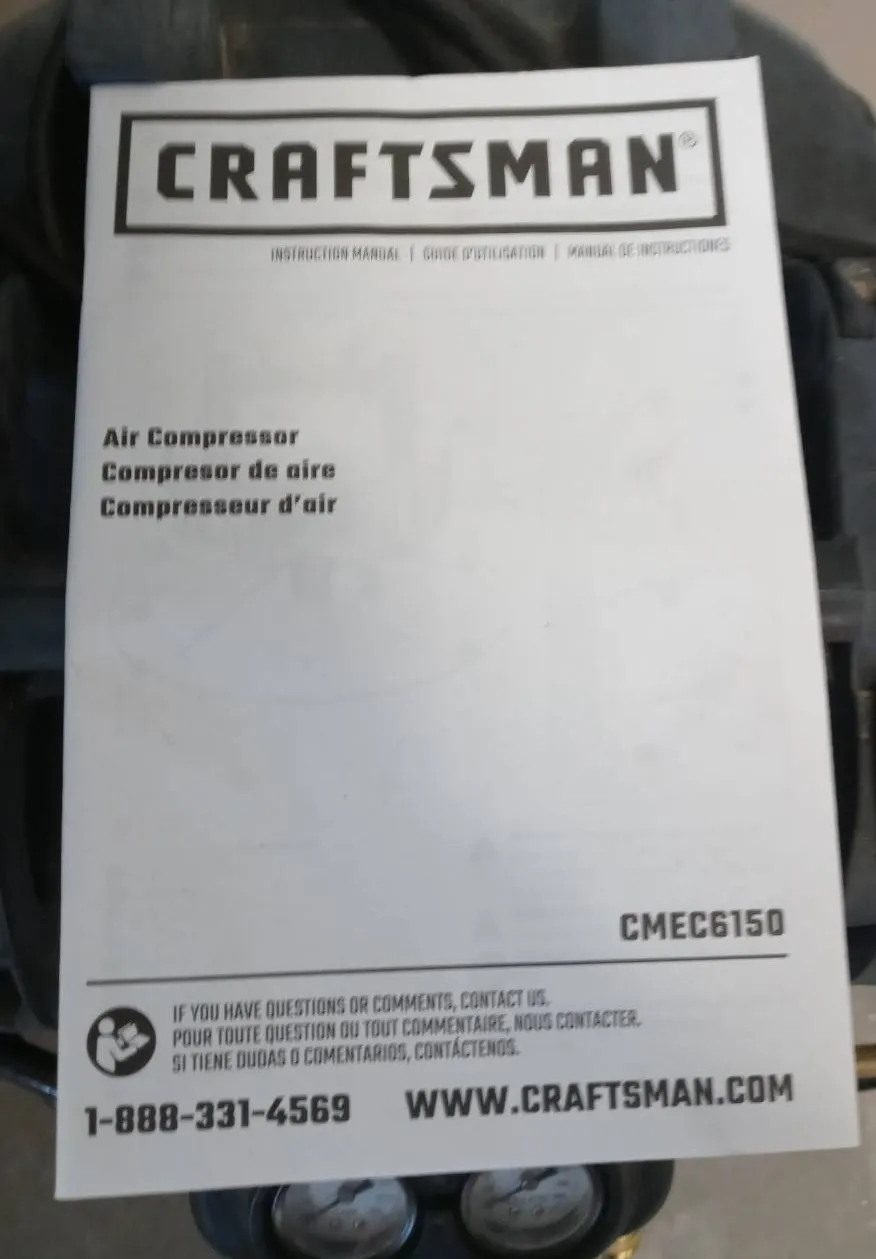 CRAFTSMAN®
INSTRUCTION MANUAL | GUIDE D'UTILISATION | MANUAL DE INSTRUCTIONES
Air Compressor
Compresor de aire
Compresseur d'air
CMEC6150
IF YOU HAVE QUESTIONS OR COMMENTS, CONTACT US.
POUR TOUTE QUESTION OU TOUT COMMENTAIRE, NOUS CONTACTER.
SI TIENE DUDAS O COMENTARIOS, CONTÁCTENOS.
1-888-331-4569 WWW.CRAFTSMAN.COM